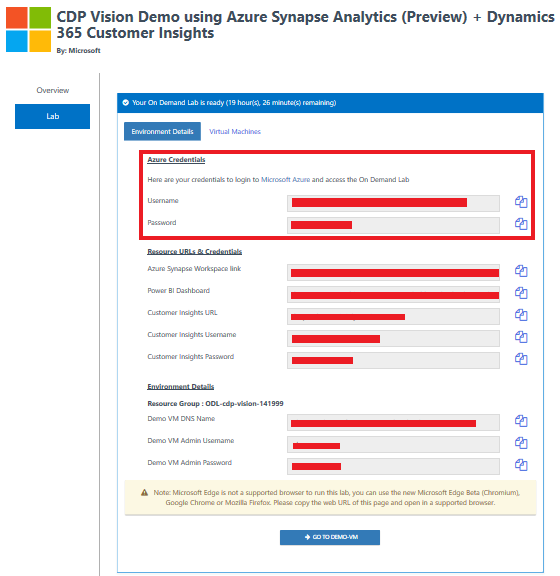 CDP Vision Demo using Azure Synapse Analytics (Preview) + Dynamics
365 Customer Insights
By: Microsoft
Overview
Lab
Your On Demand Lab is ready (19 hour(s), 26 minute(s) remaining)
Environment Details
Virtual Machines
Azure Credentials
Here are your credentials to login to Microsoft Azure and access the On Demand Lab
Username
Password
Resource URLs & Credentials
Azure Synapse Workspace link
Power BI Dashboard
Customer Insights URL
Customer Insights Username
Customer Insights Password
Environment Details
Resource Group : ODL-cdp-vision-141999
Demo VM DNS Name
Demo VM Admin Username
Demo VM Admin Password
Note: Microsoft Edge is not a supported browser to run this lab, you can use the new Microsoft Edge Beta (Chromium),
Google Chrome or Mozilla Firefox. Please copy the web URL of this page and open in a supported browser.
GO TO DEMO-VM